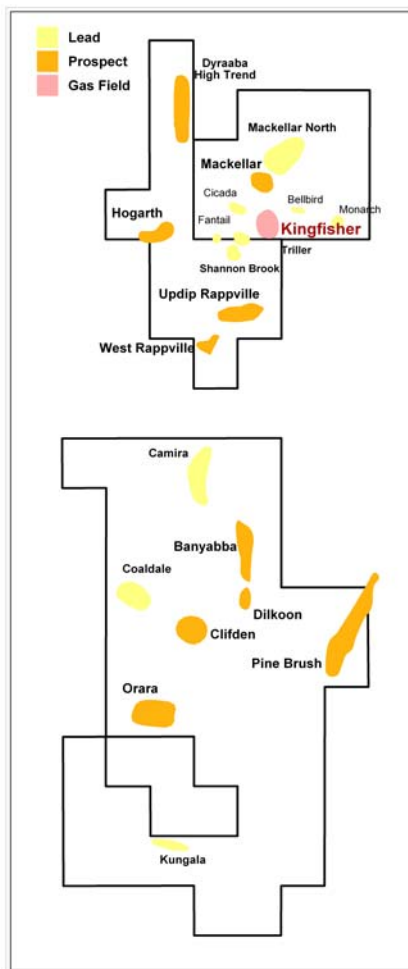 Lead
Prospect
Gas Field
Dyraaba
High Trend
Mackellar North
Mackellar
Cicada
Bellbird
Monarch
Hogarth
Fantail
Kingfisher
Triller
Shannon Brook
Updip Rappville
West Rappville
Camira
Banyabba
Coaldale
Dilkoon
Clifden
Pine Brush
Orara
Kungala